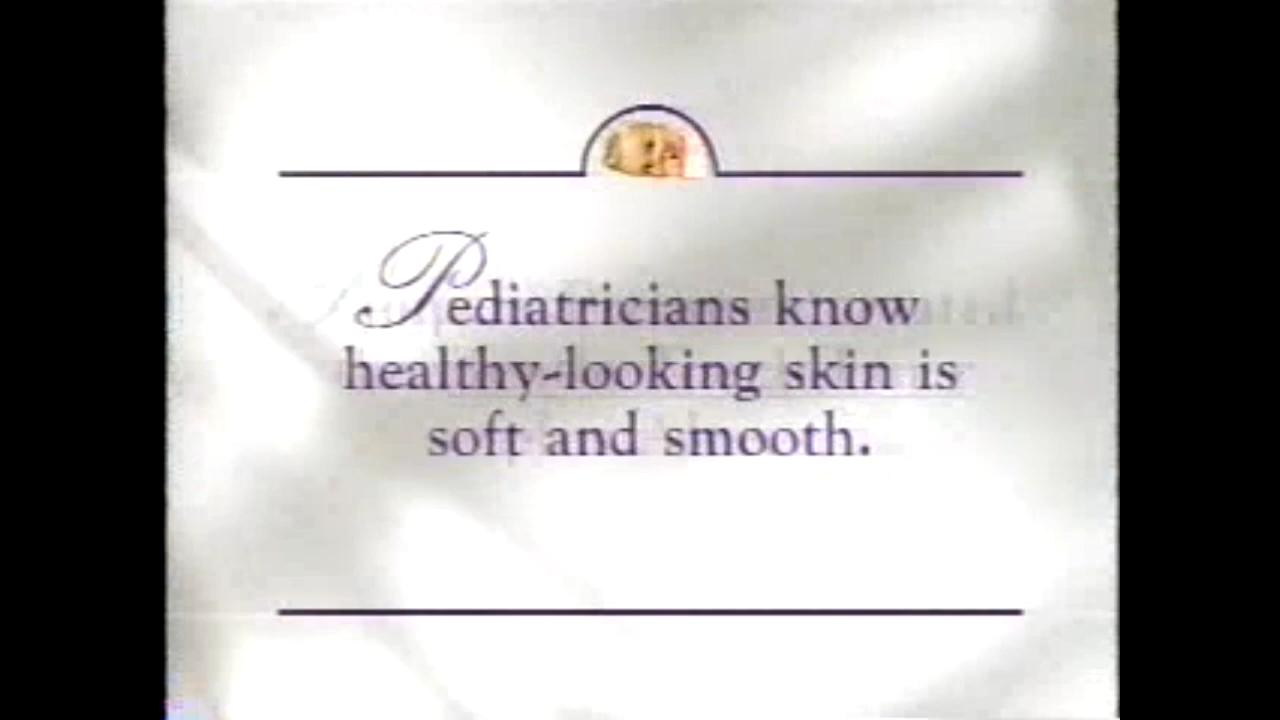 Pediatricians know
healthy-looking skin is
soft and smooth.